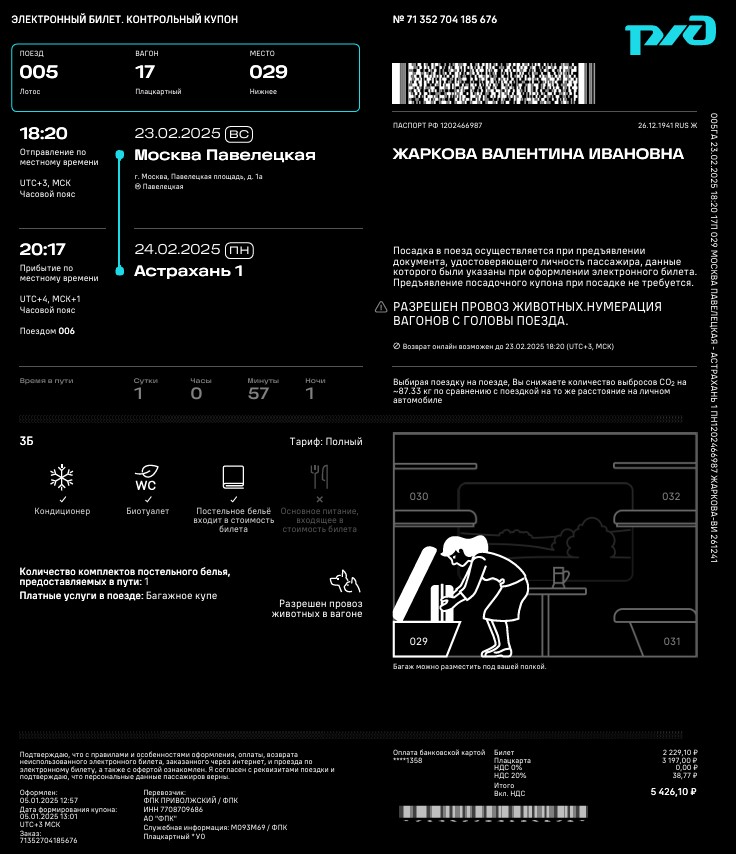 ЭЛЕКТРОННЫЙ БИЛЕТ. КОНТРОЛЬНЫЙ КУПОН
№ 71 352 704 185 676
ржд
ПОЕЗД
ВАГОН
МЕСТО
005
17
029
Лотос
Плацкартный
Нижнее
18:20
Отправление по
местному времени
UTC+3, МСК
Часовой пояс
23.02.2025 ВС
Москва Павелецкая
г. Москва, Павелецкая площадь, д. 1а
Павелецкая
20:17
Прибытие по
местному времени
UTC+4, МСК+1
Часовой пояс
Поездом 006
24.02.2025 ПН
Астрахань 1
Время в пути
Сутки
Часы
Минуты
Ночи
1
0
57
1
ПАСПОРТ РФ 1202466987
26.12.1941 RUS Ж
ЖАРКОВА ВАЛЕНТИНА ИВАНОВНА
Посадка в поезд осуществляется при предъявлении
документа, удостоверяющего личность пассажира, данные
которого были указаны при оформлении электронного билета.
Предъявление посадочного купона при посадке не требуется.
РАЗРЕШЕН ПРОВОЗ ЖИВОТНЫХ.НУМЕРАЦИЯ
ВАГОНОВ С ГОЛОВЫ ПОЕЗДА.
Возврат онлайн возможен до 23.02.2025 18:20 (UTC+3, МСК)
Выбирая поездку на поезде, Вы снижаете количество выбросов CO₂ на
~87.33 кг по сравнению с поездкой на то же расстояние на личном
автомобиле
005ГА 23.02.2025 18:20 17П 029 МОСКВА ПАВЕЛЕЦКАЯ - АСТРАХАНЬ 1 ПН1202466987 ЖАРКОВА-ВИ 261241
3Б
Тариф: Полный
WC
Кондиционер
Биотуалет
Постельное бельё
входит в стоимость
билета
Основное питание,
входящее в
стоимость билета
Количество комплектов постельного белья,
предоставляемых в пути: 1
Платные услуги в поезде: Багажное купе
Разрешен провоз
животных в вагоне
030
032
029
031
Багаж можно разместить под вашей полкой.
Подтверждаю, что с правилами и особенностями оформления, оплаты, возврата
неиспользованного электронного билета, заказанного через интернет, и проезда по
электронному билету, а также с офертой ознакомлен. Я согласен с реквизитами поездки и
подтверждаю, что персональные данные пассажиров верны.
Оформлен:
05.01.2025 12:57
Дата формирования купона:
05.01.2025 13:01
UTC+3 МСК
Заказ:
71352704185676
Перевозчик:
ФПК ПРИВОЛЖСКИЙ / ФПК
ИНН 7708709686
АО "ФПК"
Служебная информация: М093М69 / ФПК
Плацкартный *УО
Оплата банковской картой
****1358
Билет 2 229,10 ₽
Плацкарта 3 197,00 ₽
НДС 0% 0,00 ₽
НДС 20% 38,77 ₽
Итого
Вкл. НДС 5 426,10 ₽